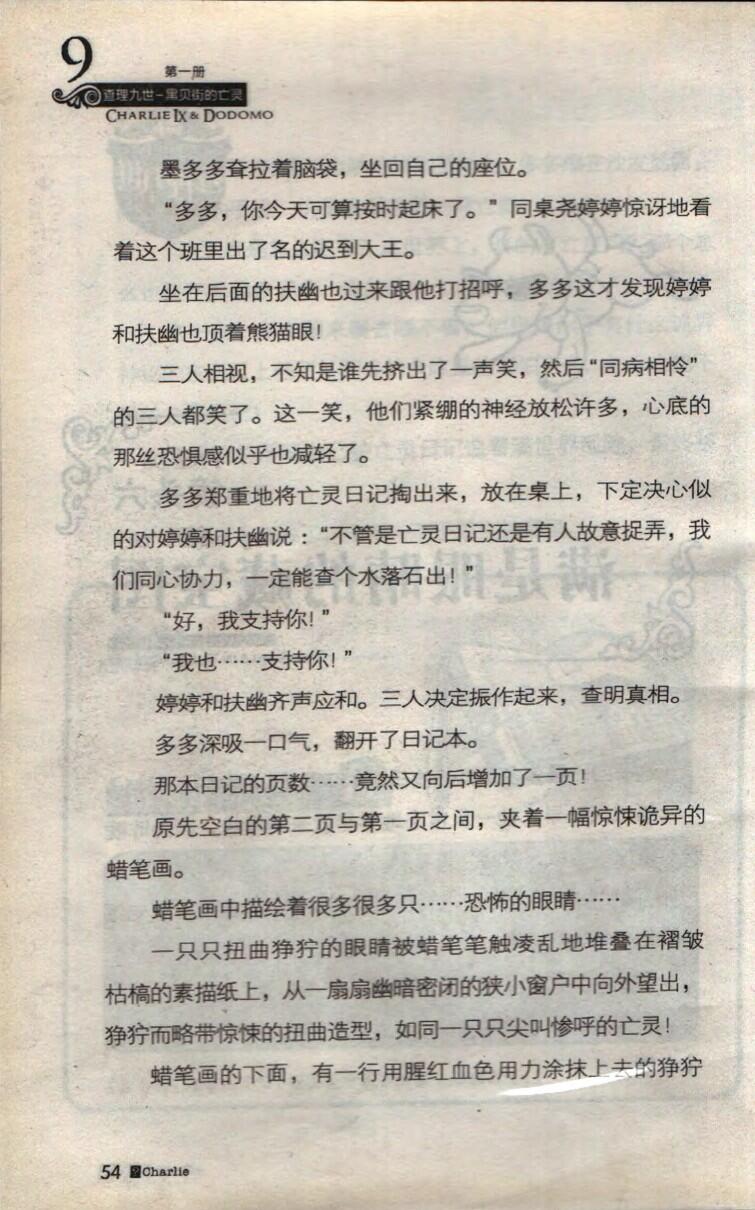 9
第一册
查理九世-黑贝街的亡灵
CHARLIE IX & DODOMO
墨多多耷拉着脑袋，坐回自己的座位。
“多多，你今天可算按时起床了。”同桌尧婷婷惊讶地看
着这个班里出了名的迟到大王。
坐在后面的扶幽也过来跟他打招呼，多多这才发现婷婷
和扶幽也顶着熊猫眼！
三人相视，不知是谁先挤出了一声笑，然后“同病相怜”
的三人都笑了。这一笑，他们紧绷的神经放松许多，心底的
那丝恐惧感似乎也减轻了。
多多郑重地将亡灵日记掏出来，放在桌上，下定决心似
的对婷婷和扶幽说：“不管是亡灵日记还是有人故意捉弄，我
们同心协力，一定能查个水落石出！”
“好，我支持你！”
“我也……支持你！”
婷婷和扶幽齐声应和。三人决定振作起来，查明真相。
多多深吸一口气，翻开了日记本。
那本日记的页数……竟然又向后增加了一页！
原先空白的第二页与第一页之间，夹着一幅惊悚诡异的
蜡笔画。
蜡笔画中描绘着很多很多只……恐怖的眼睛……
一只只扭曲狰狞的眼睛被蜡笔笔触凌乱地堆叠在褶皱
枯槁的素描纸上，从一扇扇幽暗密闭的狭小窗户中向外望出，
狰狞而略带惊悚的扭曲造型，如同一只只尖叫惨呼的亡灵！
蜡笔画的下面，有一行用腥红血色用力涂抹上去的狰狞
54 Charlie